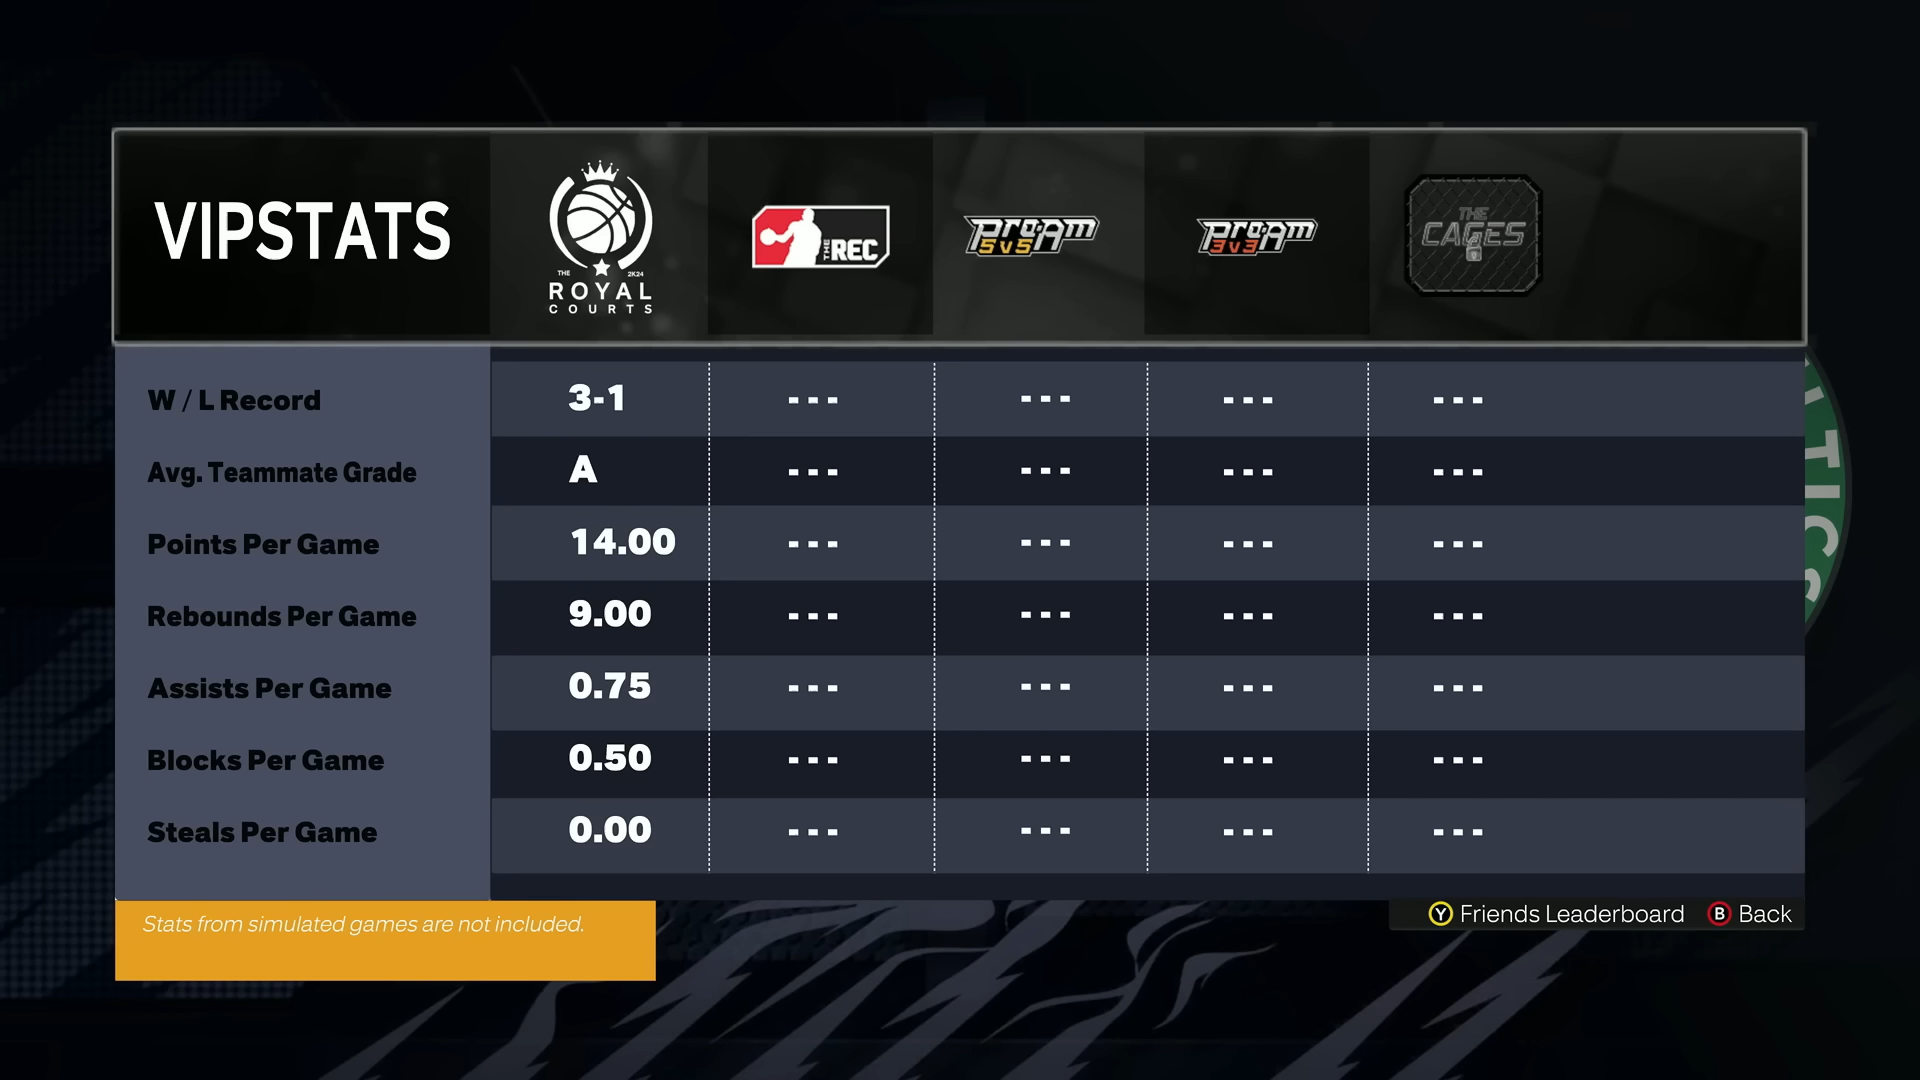 VIPSTATS
THE 2K24
ROYAL
COURTS
THE REC
PRO-AM
5v5
PRO-AM
3v3
THE
CAGES
W / L Record 3-1 --- --- --- ---
Avg. Teammate Grade A --- --- --- ---
Points Per Game 14.00 --- --- --- ---
Rebounds Per Game 9.00 --- --- --- ---
Assists Per Game 0.75 --- --- --- ---
Blocks Per Game 0.50 --- --- --- ---
Steals Per Game 0.00 --- --- --- ---
Stats from simulated games are not included.
Y Friends Leaderboard B Back